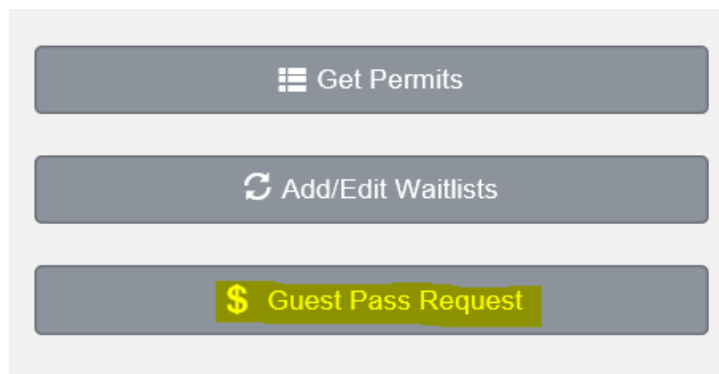 Get Permits
Add/Edit Waitlists
$ Guest Pass Request